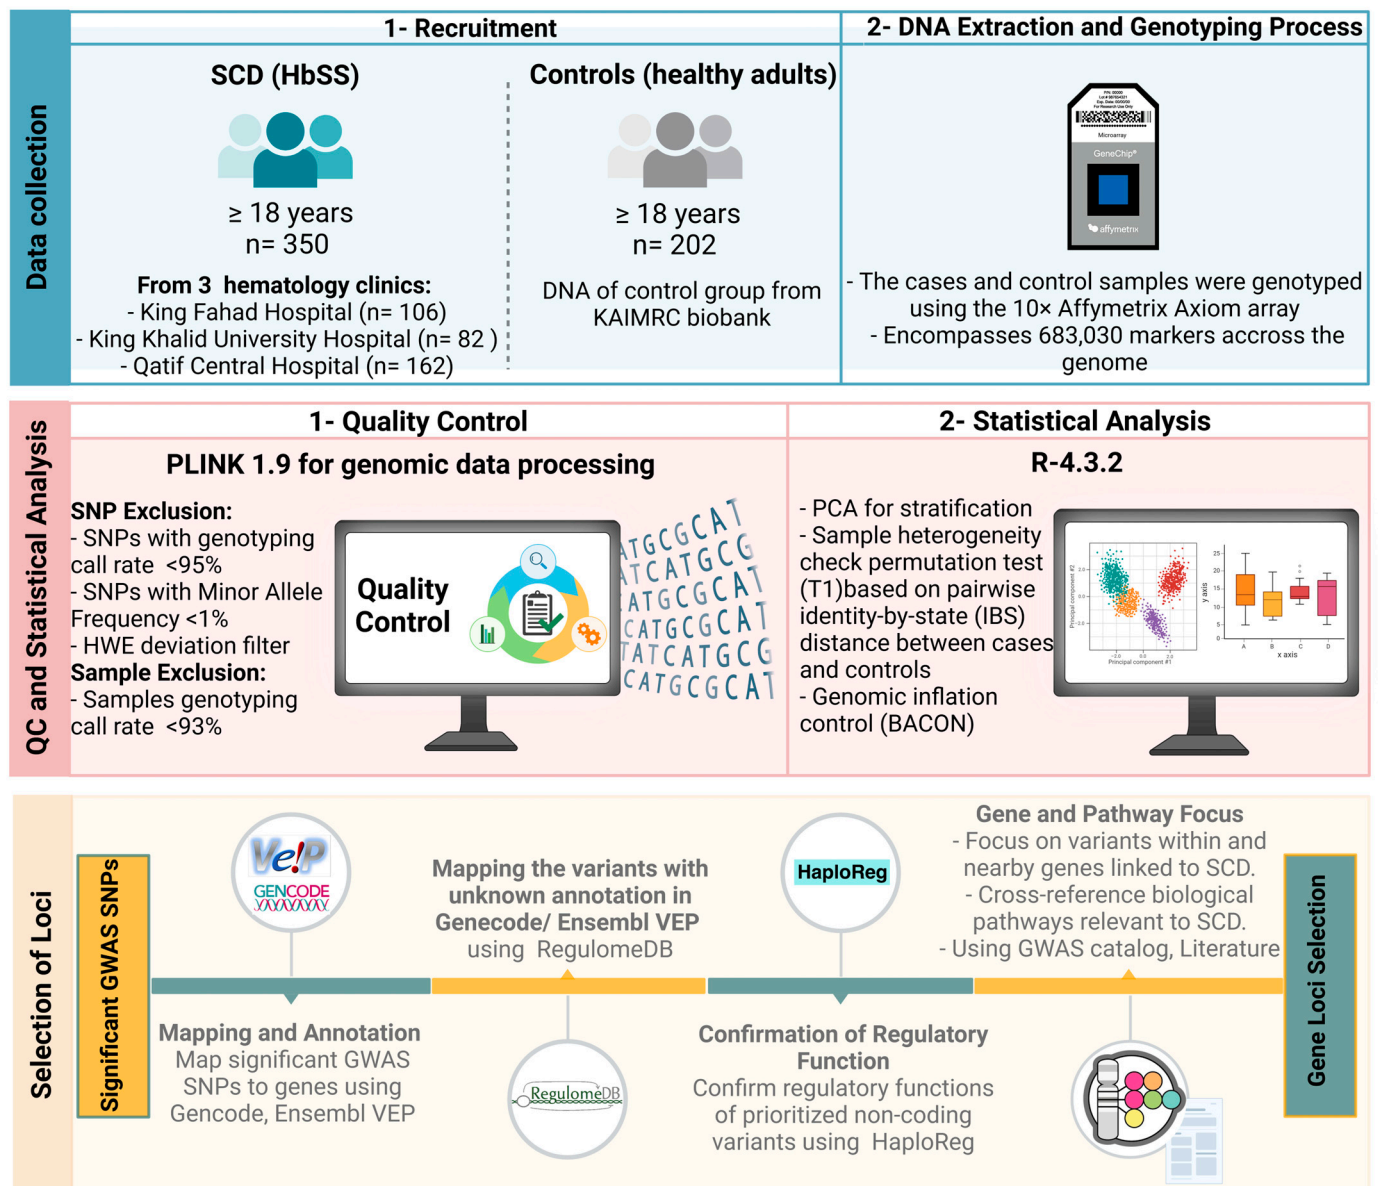 Data collection
1- Recruitment
SCD (HbSS)
≥ 18 years
n= 350
From 3 hematology clinics:
- King Fahad Hospital (n= 106)
- King Khalid University Hospital (n= 82 )
- Qatif Central Hospital (n= 162)
Controls (healthy adults)
≥ 18 years
n= 202
DNA of control group from
KAIMRC biobank
2- DNA Extraction and Genotyping Process
For Research Use Only
Microarray
GeneChip®
affymetrix
- The cases and control samples were genotyped
using the 10× Affymetrix Axiom array
- Encompasses 683,030 markers accross the
genome
QC and Statistical Analysis
1- Quality Control
PLINK 1.9 for genomic data processing
SNP Exclusion:
- SNPs with genotyping
call rate <95%
- SNPs with Minor Allele
Frequency <1%
- HWE deviation filter
Sample Exclusion:
- Samples genotyping
call rate <93%
Quality
Control
ATGCGCAT
ATCATGCG
CATGCGCAT
TATCATGCG
CATGCGCAT
2- Statistical Analysis
R-4.3.2
- PCA for stratification
- Sample heterogeneity
check permutation test
(T1)based on pairwise
identity-by-state (IBS)
distance between cases
and controls
- Genomic inflation
control (BACON)
Principal component #2
Principal component #1
y axis
25
20
15
10
5
0
A B C D
x axis
Selection of Loci
Significant GWAS SNPs
Ve!P
GENCODE
Mapping and Annotation
Map significant GWAS
SNPs to genes using
Gencode, Ensembl VEP
Mapping the variants with
unknown annotation in
Genecode/ Ensembl VEP
using RegulomeDB
RegulomeDB
HaploReg
Confirmation of Regulatory
Function
Confirm regulatory functions
of prioritized non-coding
variants using HaploReg
Gene and Pathway Focus
- Focus on variants within and
nearby genes linked to SCD.
- Cross-reference biological
pathways relevant to SCD.
- Using GWAS catalog, Literature
Gene Loci Selection